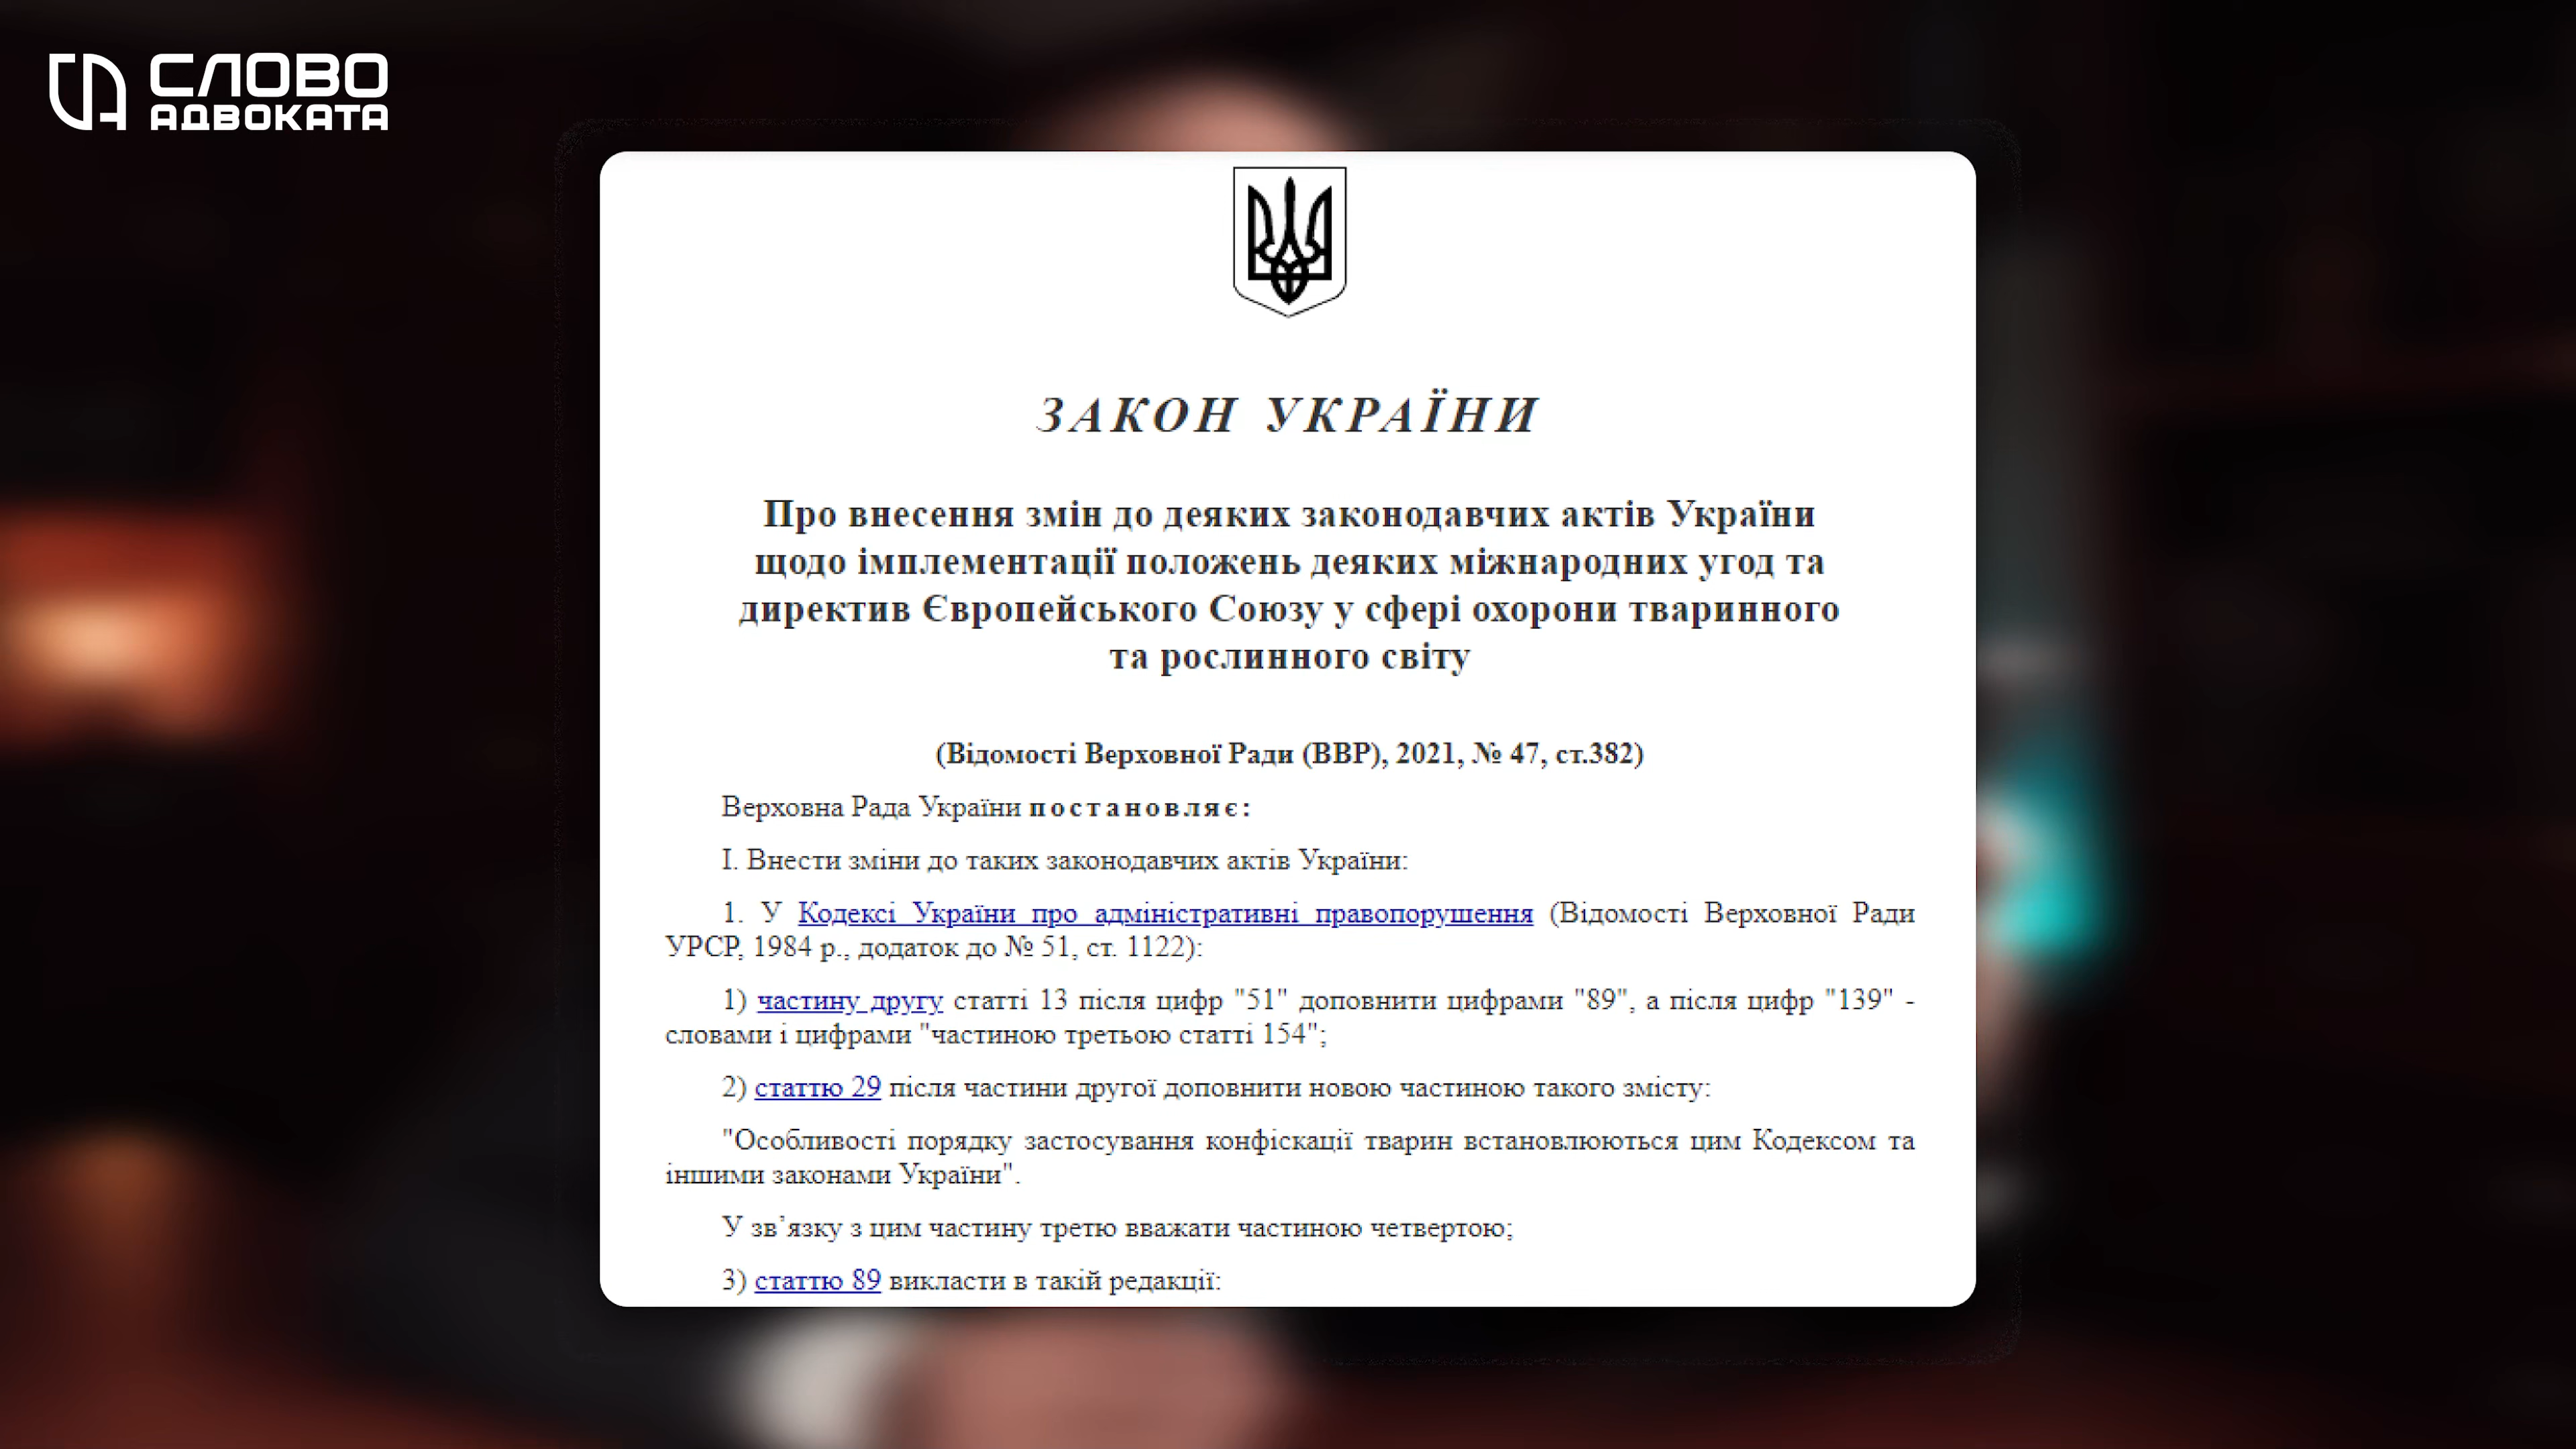 СЛОВО
АДВОКАТА
ЗАКОН УКРАЇНИ
Про внесення змін до деяких законодавчих актів України
щодо імплементації положень деяких міжнародних угод та
директив Європейського Союзу у сфері охорони тваринного
та рослинного світу
(Відомості Верховної Ради (ВВР), 2021, № 47, ст.382)
Верховна Рада України постановляє:
I. Внести зміни до таких законодавчих актів України:
1. У Кодексі України про адміністративні правопорушення (Відомості Верховної Ради
УРСР, 1984 р., додаток до № 51, ст. 1122):
1) частину другу статті 13 після цифр "51" доповнити цифрами "89", а після цифр "139" -
словами і цифрами "частиною третьою статті 154";
2) статтю 29 після частини другої доповнити новою частиною такого змісту:
"Особливості порядку застосування конфіскації тварин встановлюються цим Кодексом та
іншими законами України".
У зв’язку з цим частину третю вважати частиною четвертою;
3) статтю 89 викласти в такій редакції: